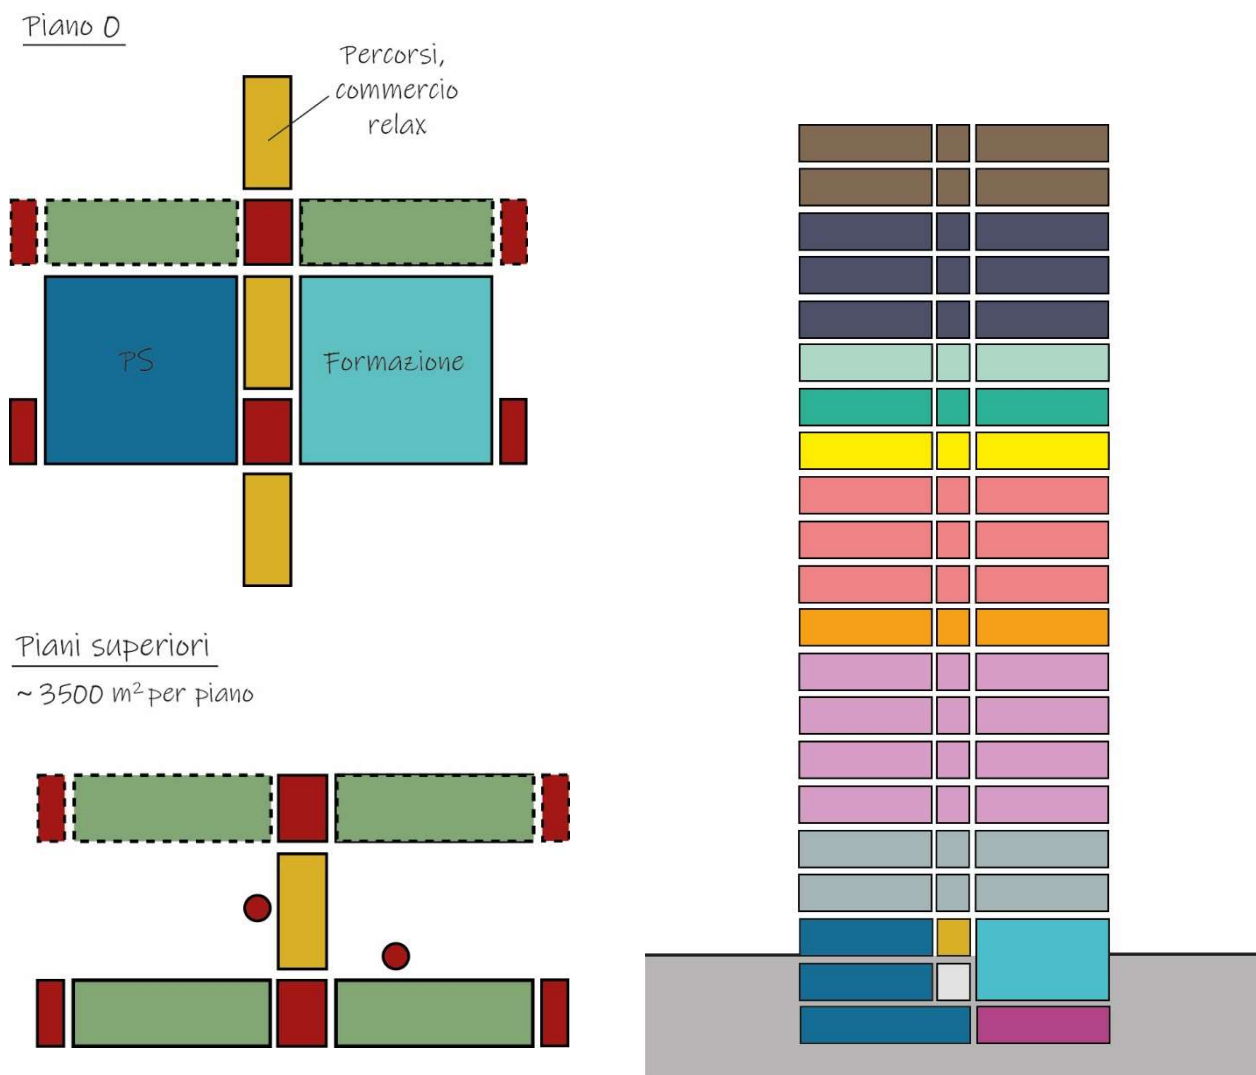 Piano 0
Percorsi,
commercio
relax
PS
Formazione
Piani superiori
~ 3500 m² per piano